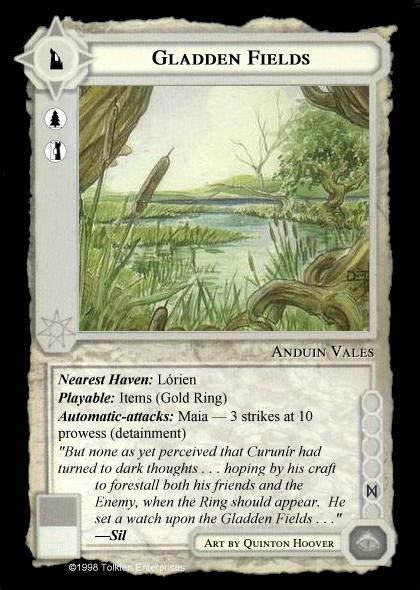 GLADDEN FIELDS
ANDUIN VALES
Nearest Haven: Lórien
Playable: Items (Gold Ring)
Automatic-attacks: Maia — 3 strikes at 10
prowess (detainment)
"But none as yet perceived that Curunír had
turned to dark thoughts . . . hoping by his craft
to forestall both his friends and the
Enemy, when the Ring should appear. He
set a watch upon the Gladden Fields . . ."
—Sil
ART BY QUINTON HOOVER
©1998 Tolkien Enterprises